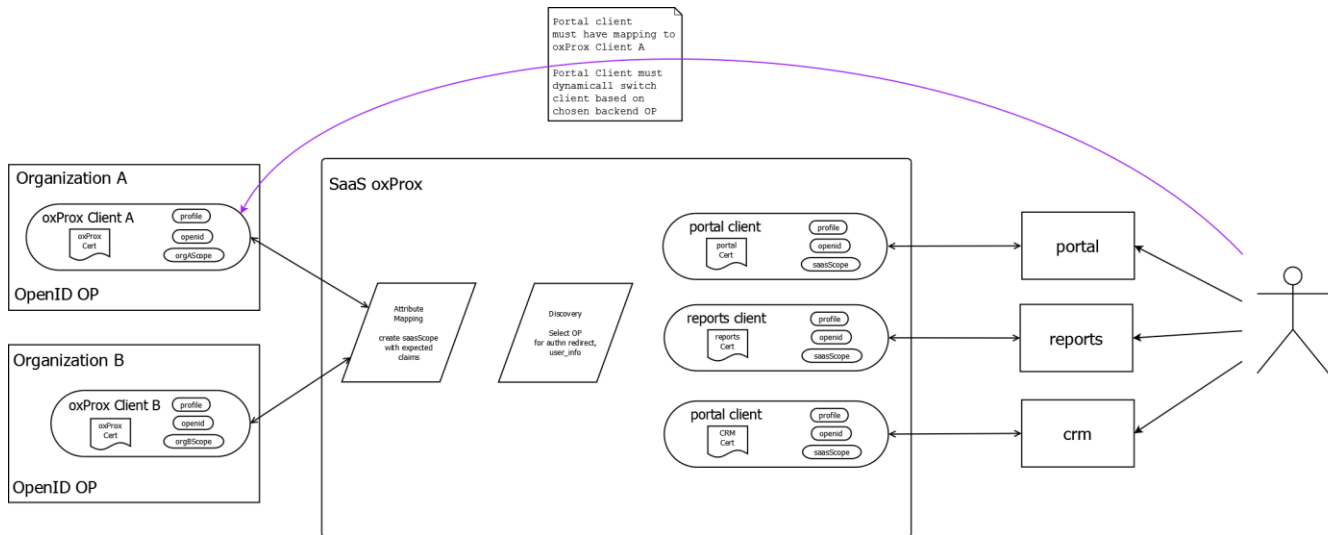 Portal client
must have mapping to
oxProx Client A
Portal Client must
dynamicall switch
client based on
chosen backend OP
Organization A
oxProx Client A
oxProx
Cert
profile
openid
orgAScope
OpenID OP
Organization B
oxProx Client B
oxProx
Cert
profile
openid
orgBScope
OpenID OP
SaaS oxProx
Attribute
Mapping
create saasScope
with expected
claims
Discovery
Select OP
for authn redirect,
user_info
portal client
portal
Cert
profile
openid
saasScope
reports client
reports
Cert
profile
openid
saasScope
portal client
CRM
Cert
profile
openid
saasScope
portal
reports
crm